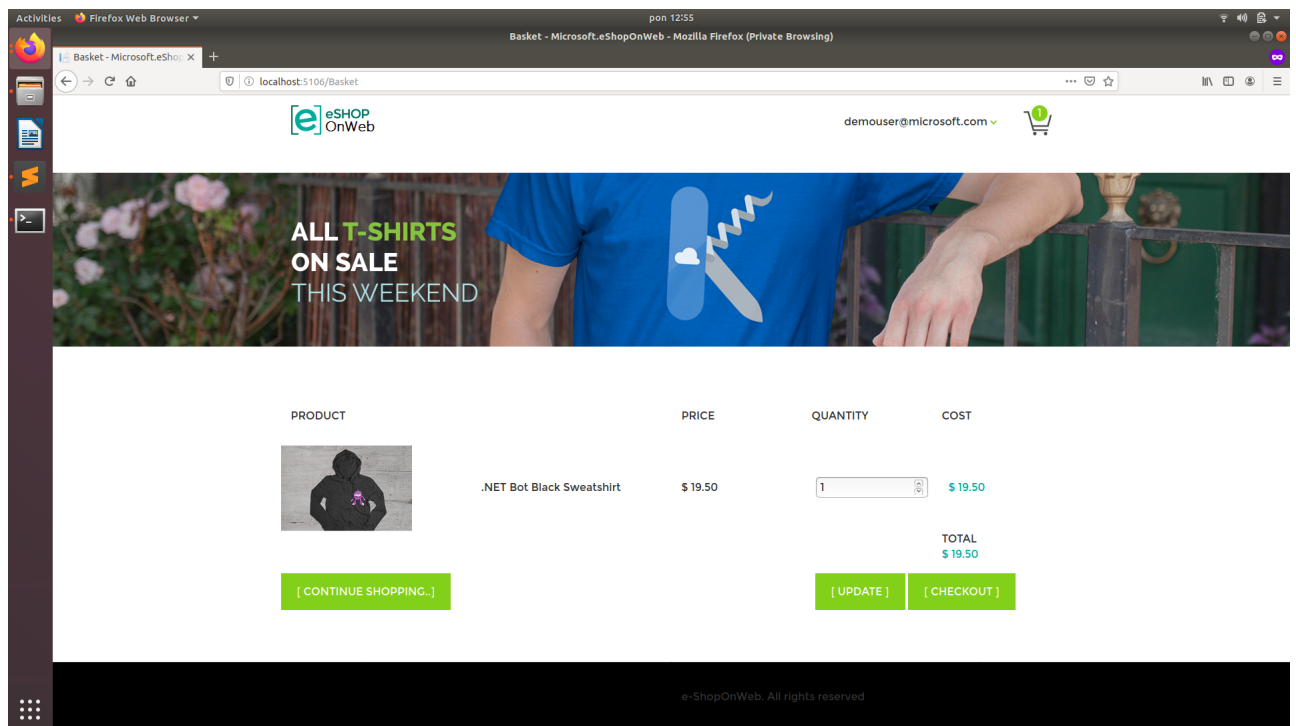 Activities Firefox Web Browser pon 12:55
Basket - Microsoft.eShopOnWeb - Mozilla Firefox (Private Browsing)
Basket - Microsoft.eShop
localhost:5106/Basket
eSHOP
OnWeb
demouser@microsoft.com
1
ALL T-SHIRTS
ON SALE
THIS WEEKEND
PRODUCT PRICE QUANTITY COST
.NET Bot Black Sweatshirt $ 19.50 1 $ 19.50
TOTAL
$ 19.50
[ CONTINUE SHOPPING..] [ UPDATE ] [ CHECKOUT ]
e-ShopOnWeb. All rights reserved